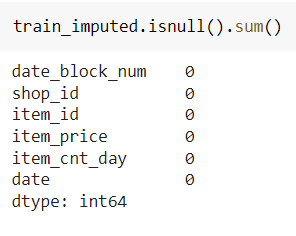 train_imputed.isnull().sum()
date_block_num    0
shop_id           0
item_id           0
item_price        0
item_cnt_day      0
date              0
dtype: int64